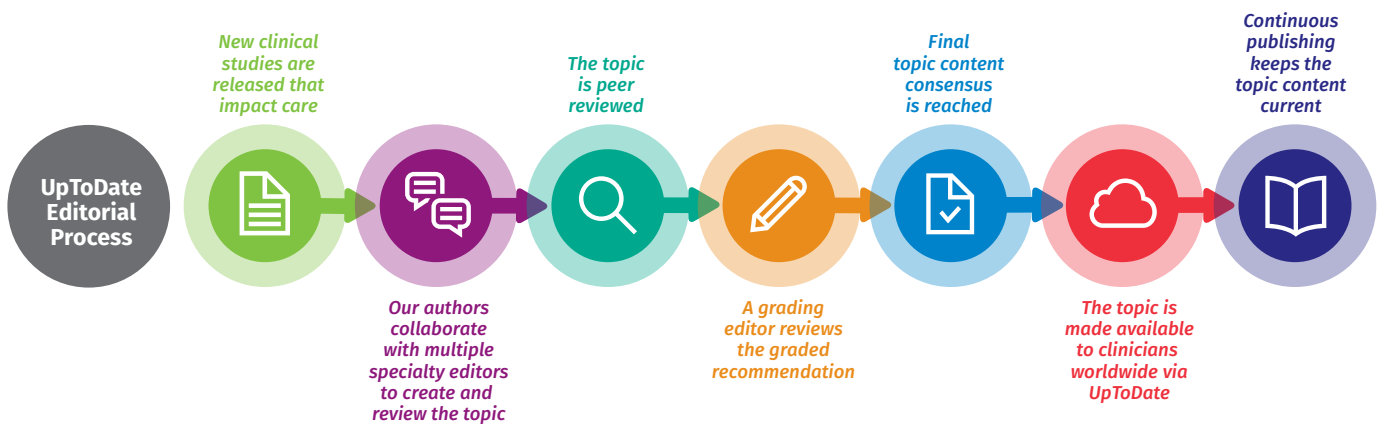 UpToDate
Editorial
Process
New clinical
studies are
released that
impact care
Our authors
collaborate
with multiple
specialty editors
to create and
review the topic
The topic
is peer
reviewed
A grading
editor reviews
the graded
recommendation
Final
topic content
consensus
is reached
The topic is
made available
to clinicians
worldwide via
UpToDate
Continuous
publishing
keeps the
topic content
current